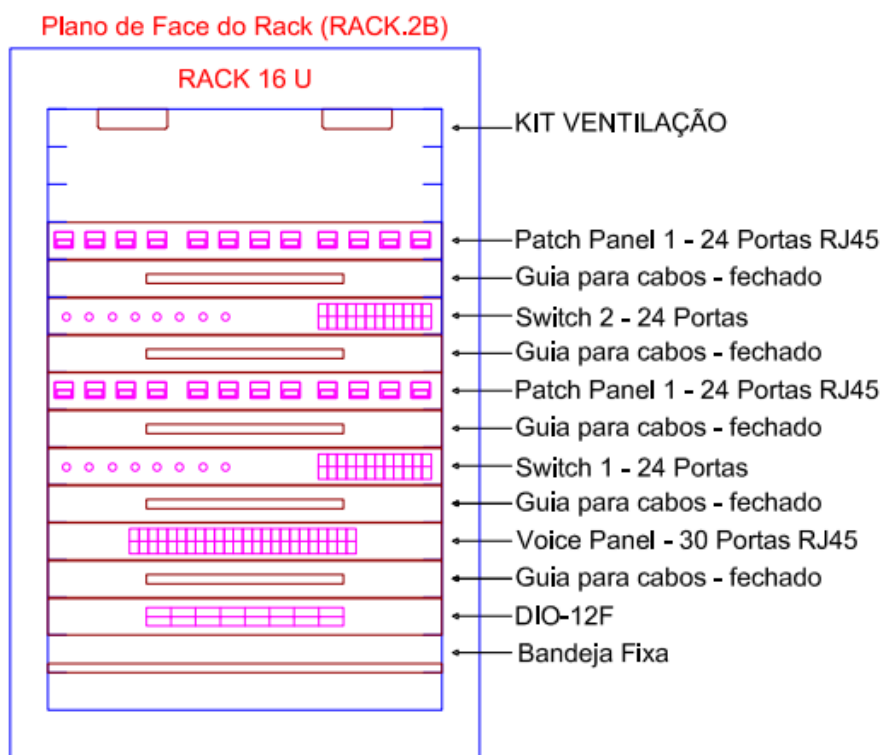 Plano de Face do Rack (RACK.2B)
RACK 16 U
KIT VENTILAÇÃO
Patch Panel 1 - 24 Portas RJ45
Guia para cabos - fechado
Switch 2 - 24 Portas
Guia para cabos - fechado
Patch Panel 1 - 24 Portas RJ45
Guia para cabos - fechado
Switch 1 - 24 Portas
Guia para cabos - fechado
Voice Panel - 30 Portas RJ45
Guia para cabos - fechado
DIO-12F
Bandeja Fixa